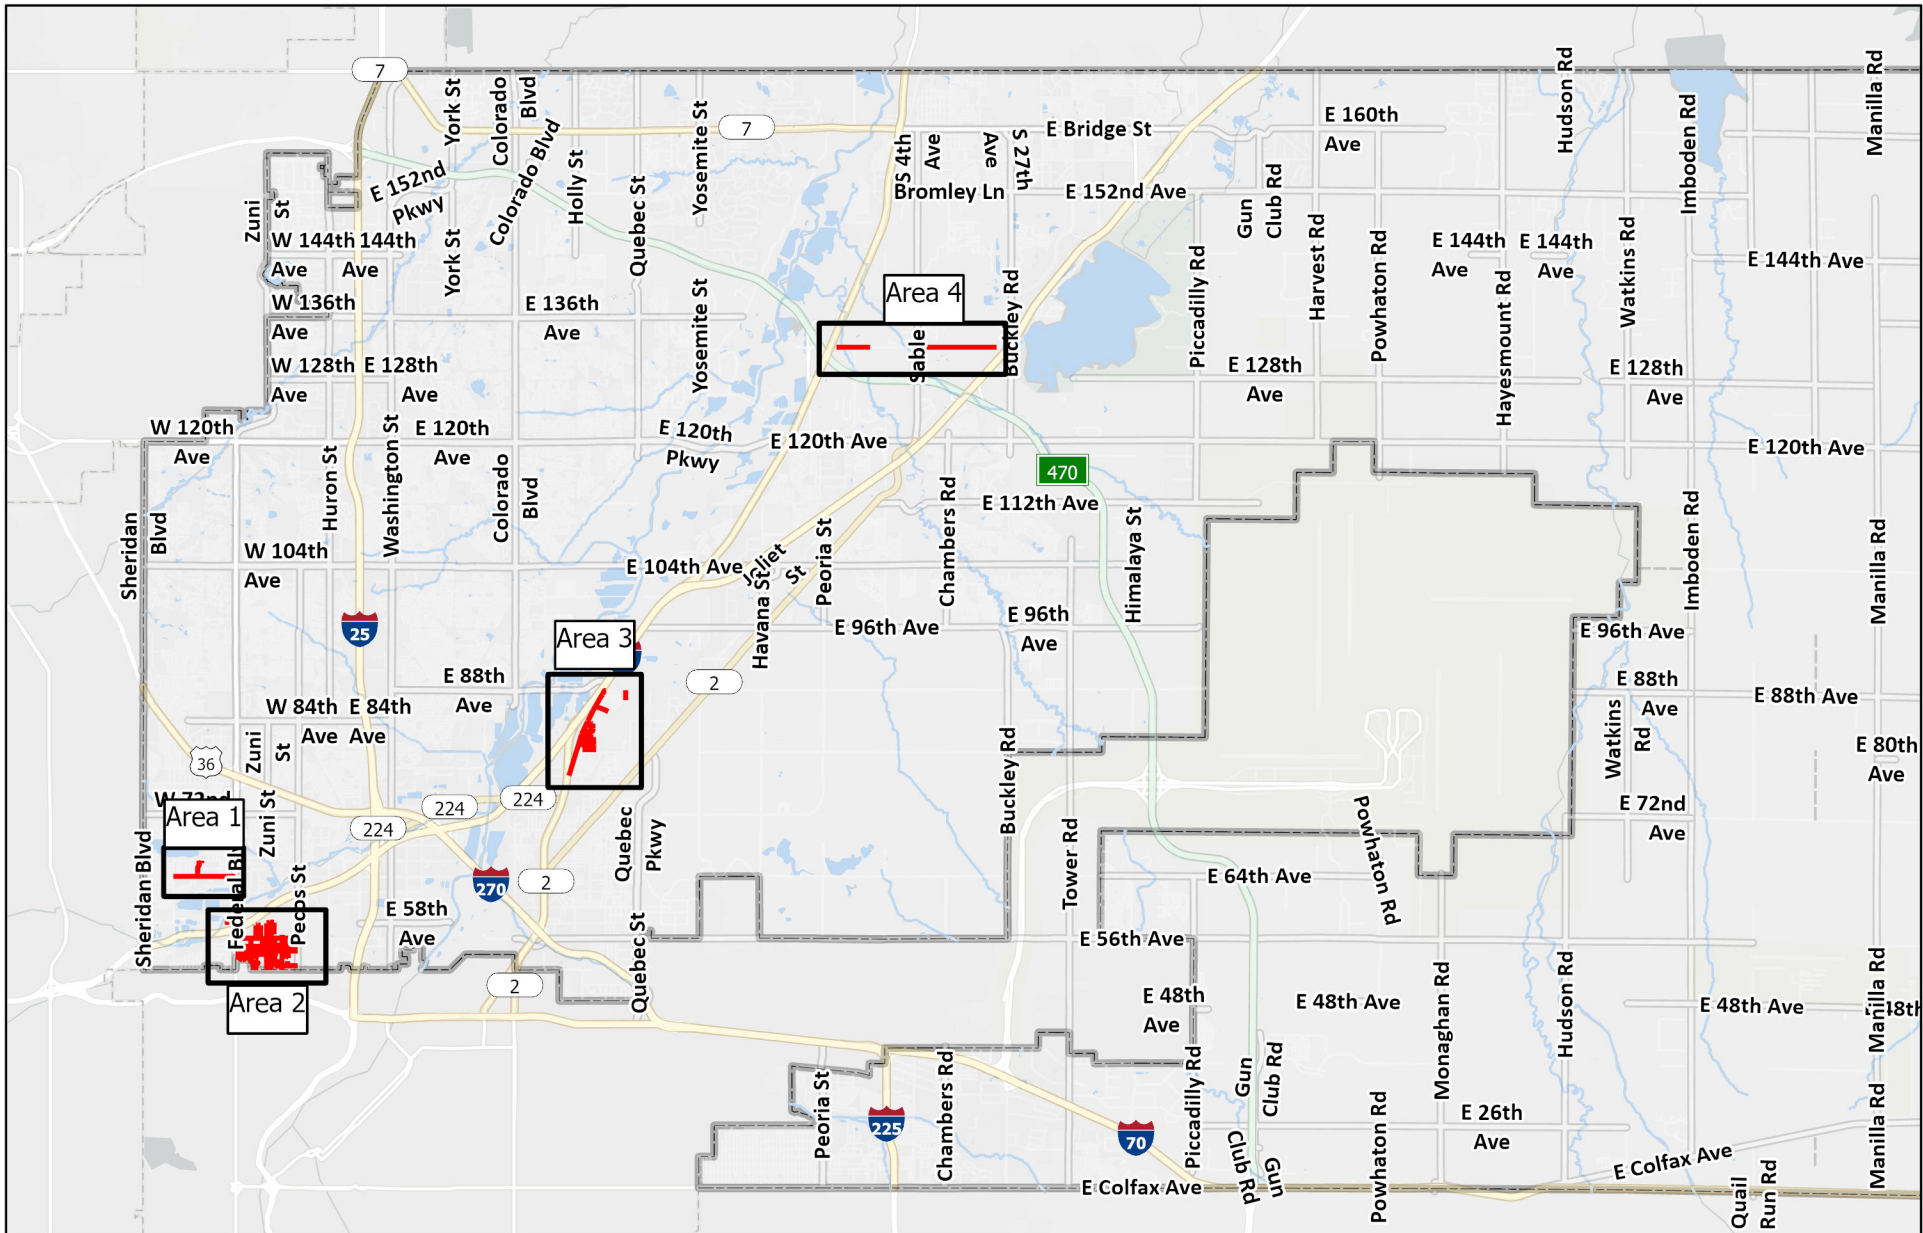 7
York St
Colorado
Blvd
Yosemite St
7
S 4th
Ave
Ave
S 27th
E Bridge St
E 160th
Ave
Hudson Rd
Imboden Rd
Manilla Rd
E 152nd
Pkwy
Colorado Blvd
Holly St
Quebec St
Bromley Ln
E 152nd Ave
Gun
Club Rd
Zuni
St
W 144th
Ave
144th
Ave
York St
Harvest Rd
Powhaton Rd
Piccadilly Rd
E 144th
Ave
E 144th
Ave
Watkins Rd
E 144th Ave
W 136th
Ave
E 136th
Ave
Yosemite St
Area 4
Sable
Buckley Rd
Hayesmount Rd
W 128th
Ave
E 128th
Ave
E 128th
Ave
E 128th
Ave
W 120th
Ave
E 120th
Ave
E 120th
Pkwy
E 120th Ave
E 120th Ave
Huron St
Washington St
Colorado
Blvd
470
E 112th Ave
Chambers Rd
Himalaya St
Imboden Rd
Manilla Rd
Sheridan
Blvd
W 104th
Ave
E 104th Ave
Joliet
St
Havana St
Peoria St
25
Area 3
E 96th Ave
E 96th
Ave
E 96th Ave
E 88th
Ave
2
E 88th
Ave
E 88th Ave
W 84th
Ave
E 84th
Ave
Zuni
St
36
Buckley Rd
Watkins
Rd
E 80th
Ave
W 72nd
Area 1
224
224
224
Zuni St
Quebec
Pkwy
Powhaton Rd
E 72nd
Ave
Sheridan Blvd
Federal Blv
Pecos St
270
2
Tower Rd
E 64th Ave
E 58th
Ave
Quebec St
E 56th Ave
Area 2
2
E 48th
Ave
E 48th Ave
Monaghan Rd
Hudson Rd
E 48th Ave
Manilla Rd
48th
Peoria St
225
Chambers Rd
70
Piccadilly Rd
Gun
Club Rd
Powhaton Rd
E 26th
Ave
Manilla Rd
E Colfax Ave
Club Rd
Gun
E Colfax Ave
Quail
Run Rd